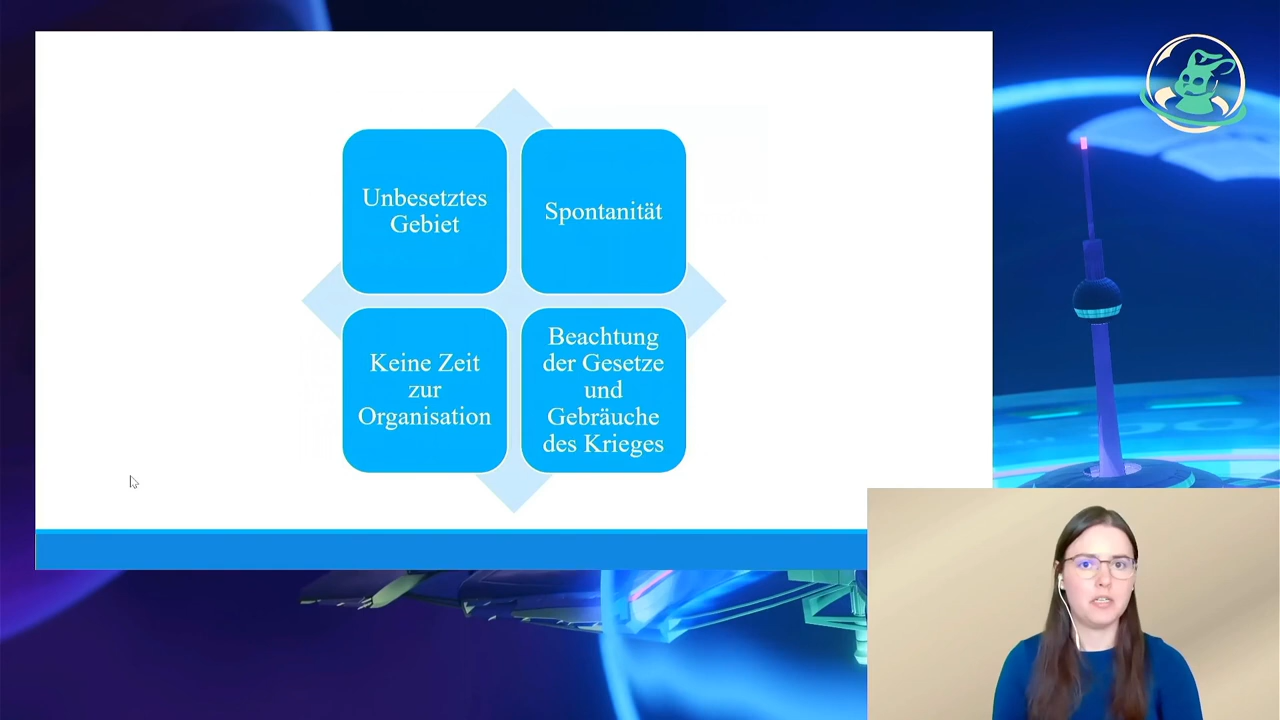 Unbesetztes
Gebiet
Spontanität
Keine Zeit
zur
Organisation
Beachtung
der Gesetze
und
Gebräuche
des Krieges